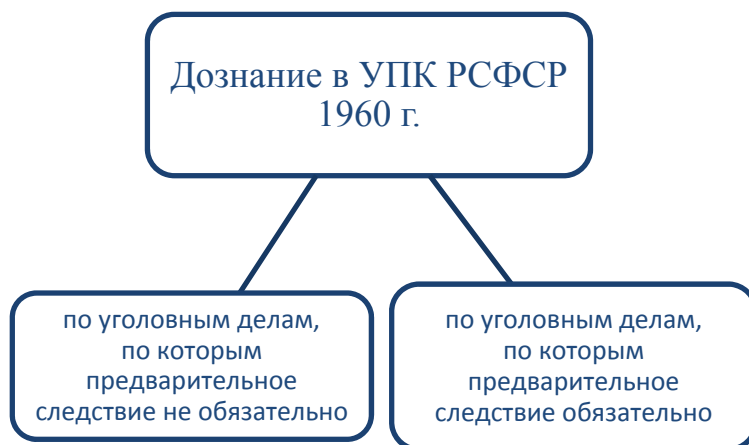 Дознание в УПК РСФСР
1960 г.
по уголовным делам,
по которым
предварительное
следствие не обязательно
по уголовным делам,
по которым
предварительное
следствие обязательно